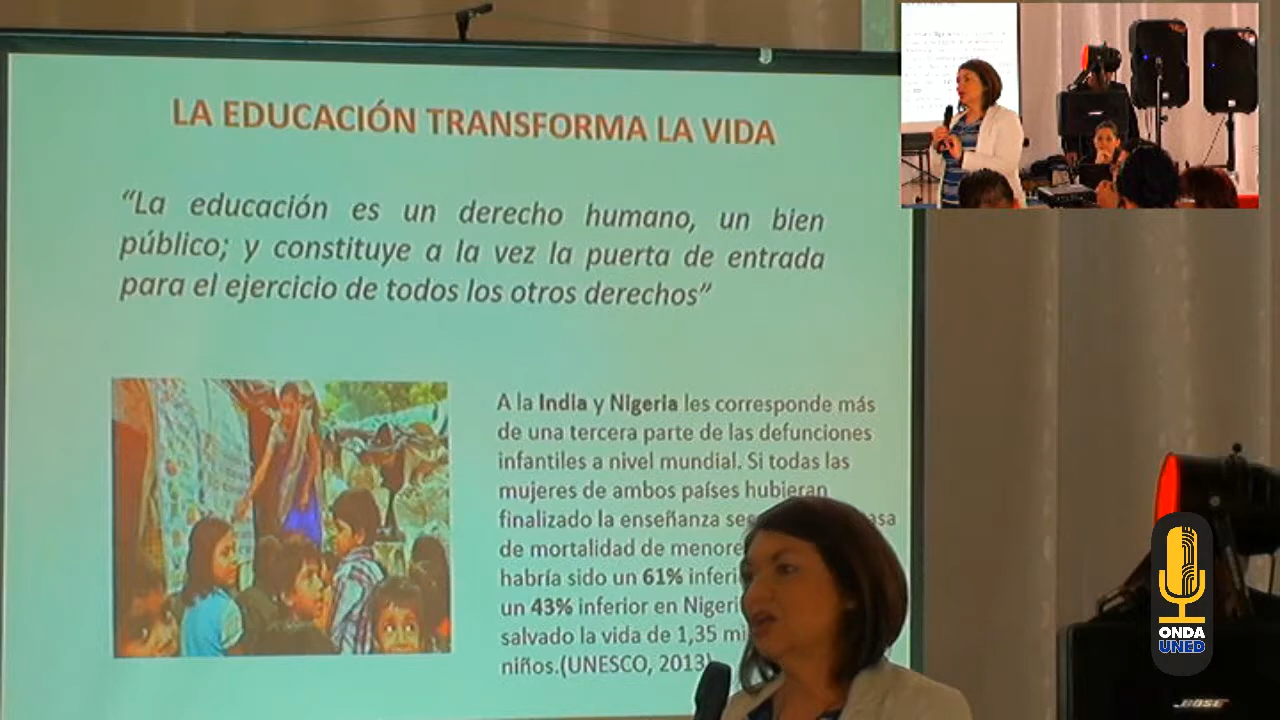 LA EDUCACIÓN TRANSFORMA LA VIDA
“La educación es un derecho humano, un bien
público; y constituye a la vez la puerta de entrada
para el ejercicio de todos los otros derechos”
A la India y Nigeria les corresponde más
de una tercera parte de las defunciones
infantiles a nivel mundial. Si todas las
mujeres de ambos países hubieran
finalizado la enseñanza
de mortalidad de
habría sido un 61%
un 43% inferior en
salvado la vida de 1,35
niños.(UNESCO, 2013)
ONDA
UNED
BOSE